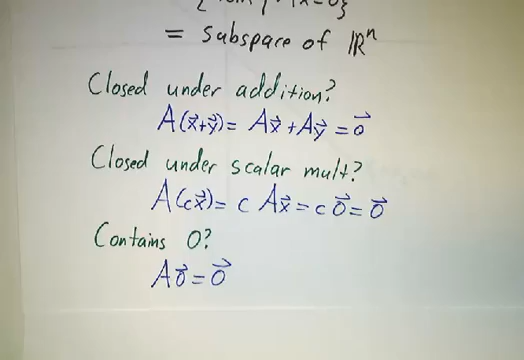 = subspace of ℝⁿ
Closed under addition?
A(x⃗+y⃗)= Ax⃗+Ay⃗ = 0⃗
Closed under scalar mult?
A(cx⃗)= c Ax⃗ = c 0⃗ = 0⃗
Contains 0?
A0⃗ = 0⃗